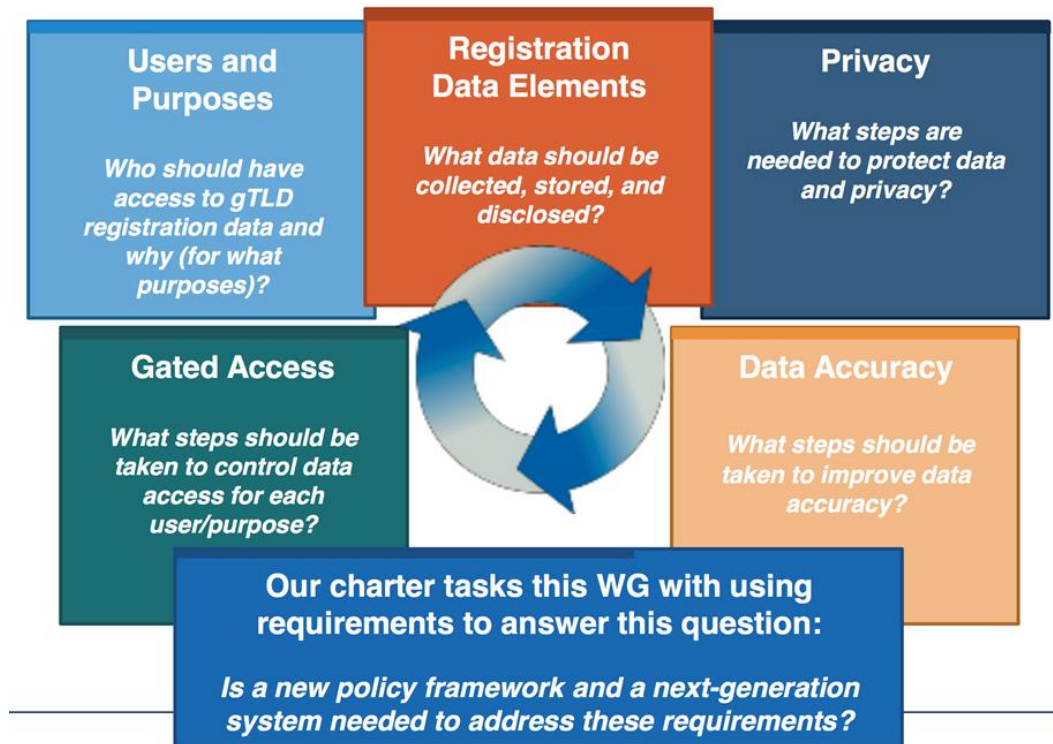 Users and
Purposes
Who should have
access to gTLD
registration data and
why (for what
purposes)?
Registration
Data Elements
What data should be
collected, stored, and
disclosed?
Privacy
What steps are
needed to protect data
and privacy?
Gated Access
What steps should be
taken to control data
access for each
user/purpose?
Data Accuracy
What steps should be
taken to improve data
accuracy?
Our charter tasks this WG with using
requirements to answer this question:
Is a new policy framework and a next-generation
system needed to address these requirements?